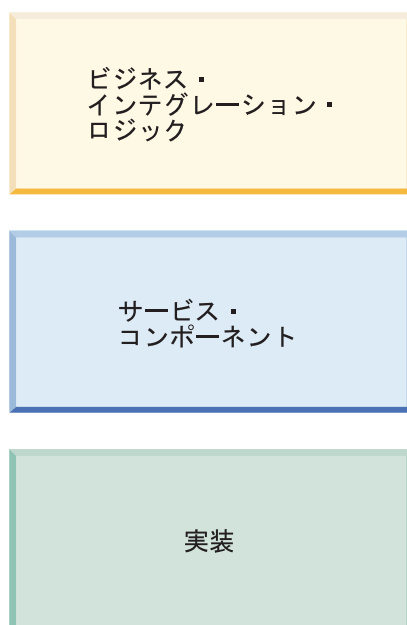 ビジネス・
インテグレーション・
ロジック
サービス・
コンポーネント
実装